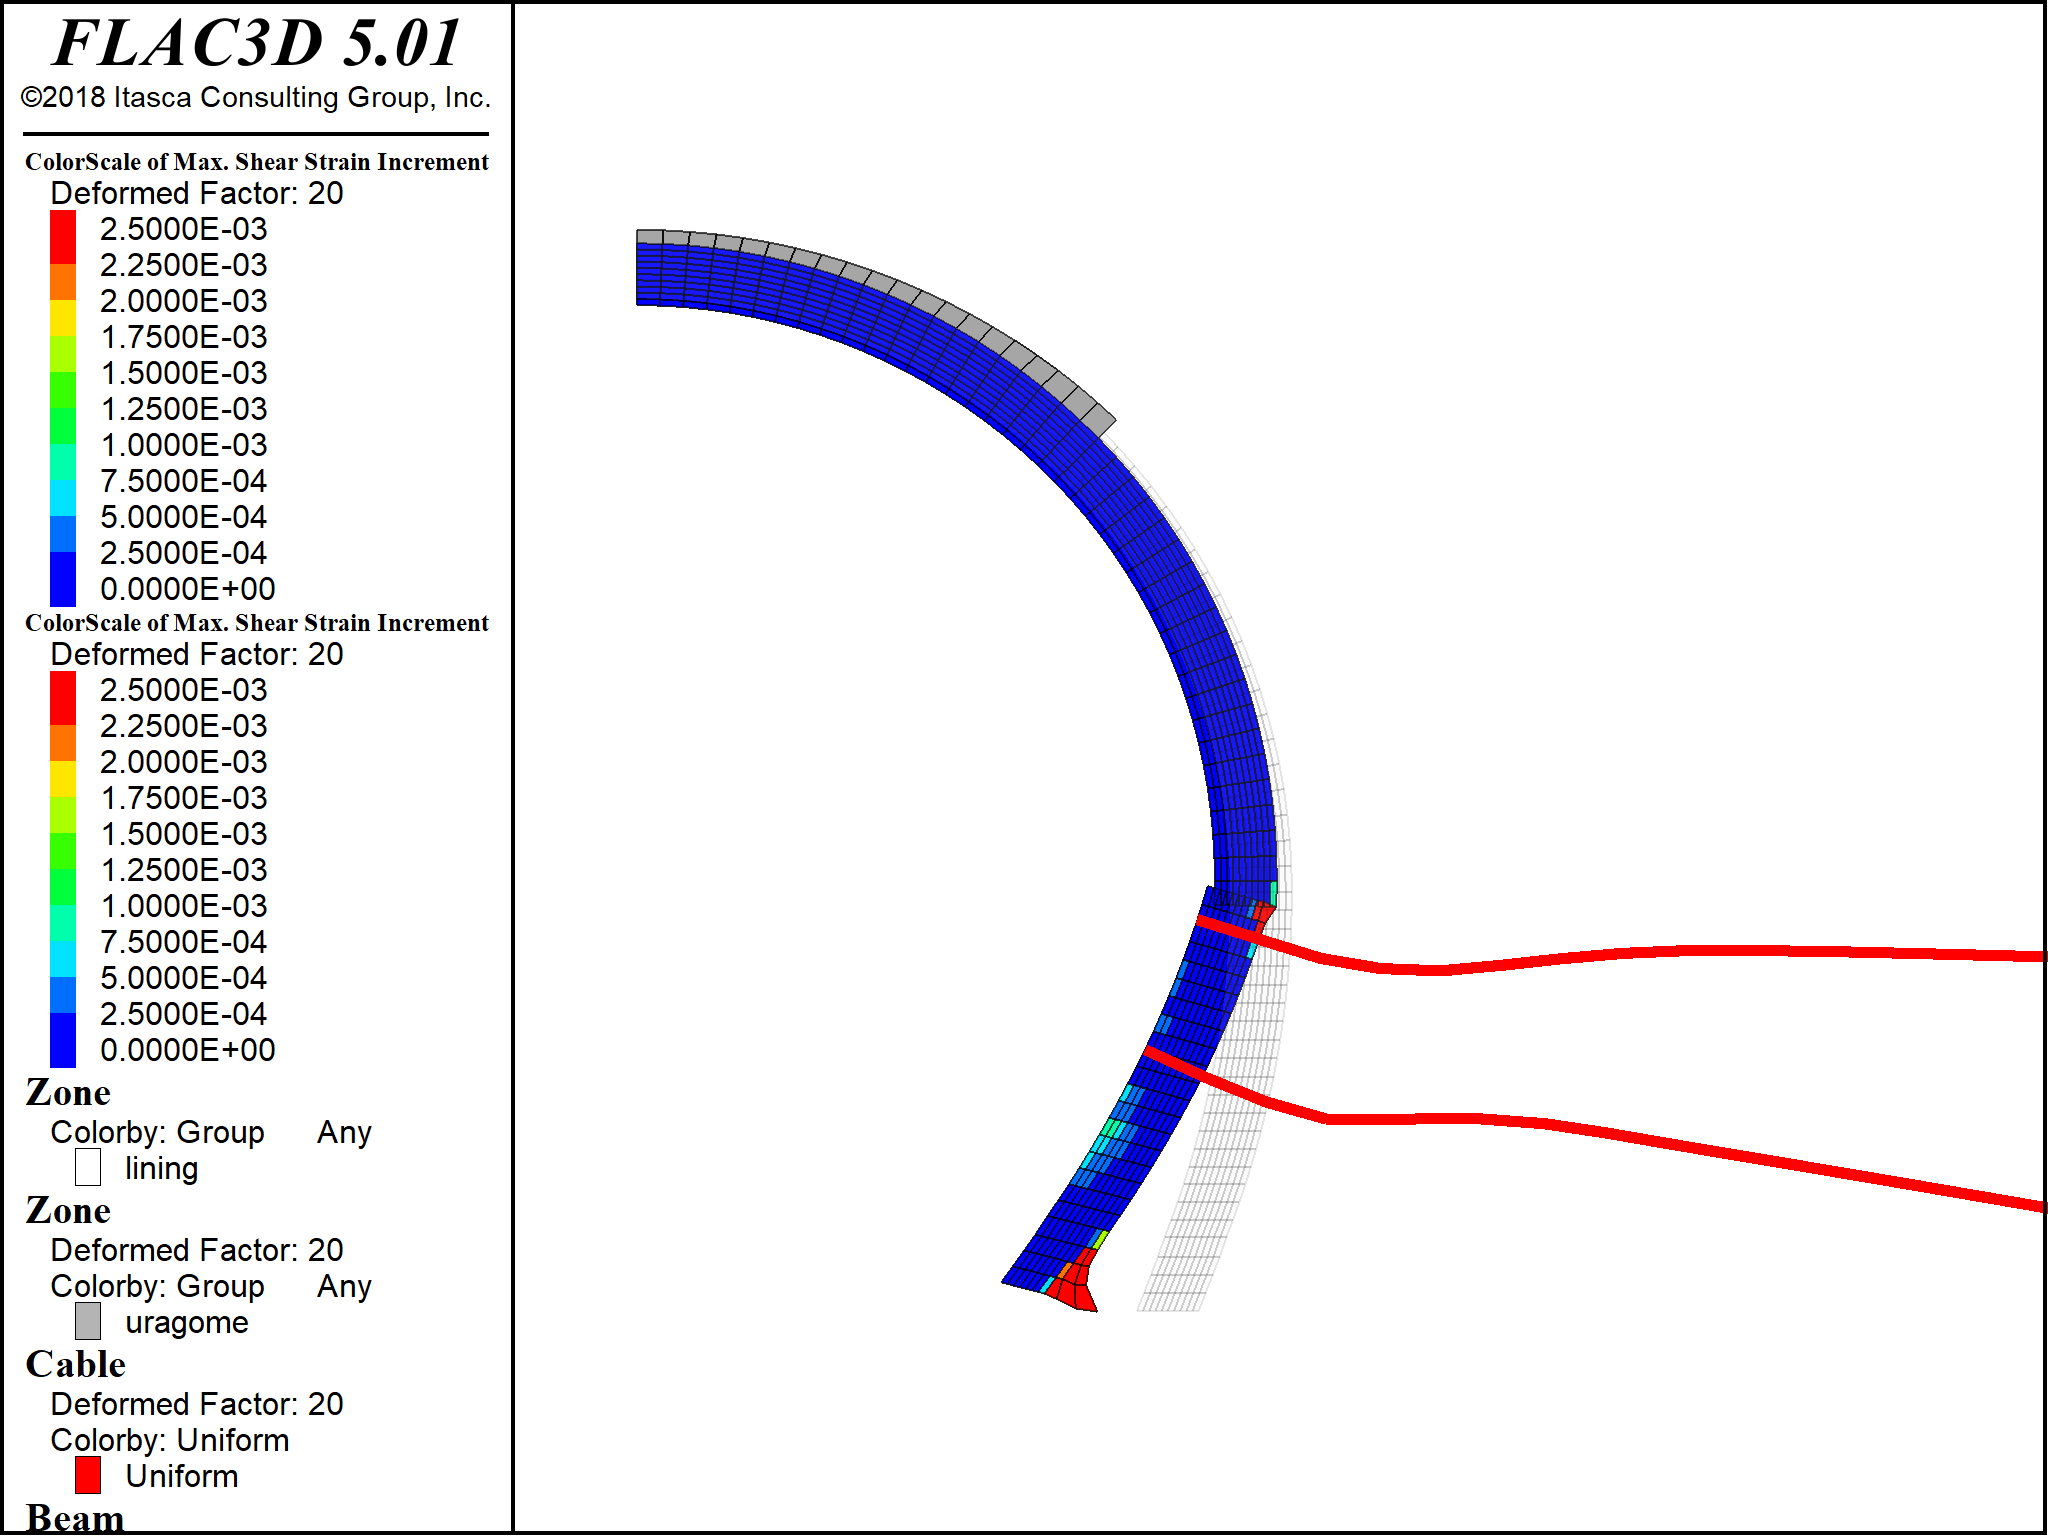 FLAC3D 5.01
©2018 Itasca Consulting Group, Inc.
ColorScale of Max. Shear Strain Increment
Deformed Factor: 20
2.5000E-03
2.2500E-03
2.0000E-03
1.7500E-03
1.5000E-03
1.2500E-03
1.0000E-03
7.5000E-04
5.0000E-04
2.5000E-04
0.0000E+00
ColorScale of Max. Shear Strain Increment
Deformed Factor: 20
2.5000E-03
2.2500E-03
2.0000E-03
1.7500E-03
1.5000E-03
1.2500E-03
1.0000E-03
7.5000E-04
5.0000E-04
2.5000E-04
0.0000E+00
Zone
Colorby: Group Any
lining
Zone
Deformed Factor: 20
Colorby: Group Any
uragome
Cable
Deformed Factor: 20
Colorby: Uniform
Uniform
Beam